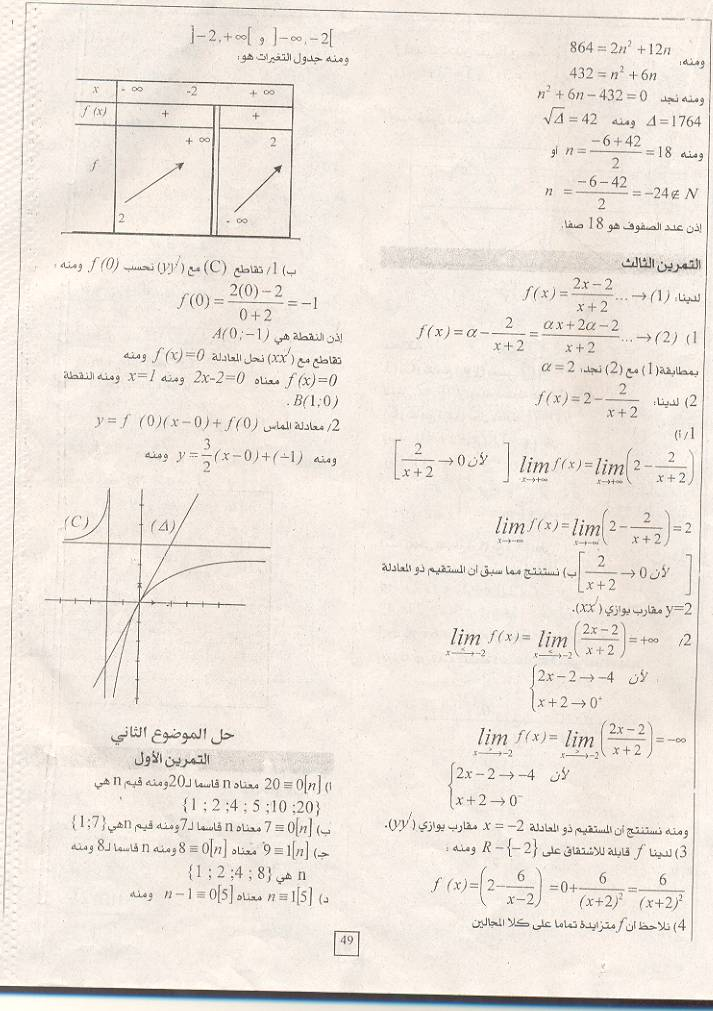 864 = 2n² + 12n
ومنه:
432 = n² + 6n
ومنه نجد n² + 6n − 432 = 0
Δ = 1764 ومنه √Δ = 42
ومنه n = (−6 + 42)/2 = 18 أو
n = (−6 − 42)/2 = −24 ∉ N
إذن عدد الصفوف هو 18 صفا.
التمرين الثالث
لدينا: f(x) = (2x − 2)/(x + 2) ... → (1)
1) f(x) = α − 2/(x + 2) = (αx + 2α − 2)/(x + 2) ... → (2)
بمطابقة (1) مع (2) نجد: α = 2
2) لدينا: f(x) = 2 − 2/(x + 2)
1/ أ)
lim x→+∞ f(x) = lim x→+∞ (2 − 2/(x + 2)) [لأن 2/(x + 2) → 0]
lim x→−∞ f(x) = lim x→−∞ (2 − 2/(x + 2)) = 2
[لأن 2/(x + 2) → 0] ب) نستنتج مما سبق أن المستقيم ذو المعادلة
y=2 مقارب يوازي (xx').
2/ lim x→−2 f(x) = lim x→−2 ((2x − 2)/(x + 2)) = +∞
لأن { 2x − 2 → −4
x + 2 → 0⁺
lim x→−2 f(x) = lim x→−2 ((2x − 2)/(x + 2)) = −∞
لأن { 2x − 2 → −4
x + 2 → 0⁻
ومنه نستنتج أن المستقيم ذو المعادلة x = −2 مقارب يوازي (yy').
3) لدينا f قابلة للاشتقاق على R − {−2} ومنه:
f (x) = (2 − 6/(x − 2)) = 0 + 6/(x + 2)² = 6/(x + 2)²
4) نلاحظ أن f متزايدة تماما على كلا المجالين
]−∞, −2[ و ]−2, +∞[
ومنه جدول التغيرات هو:
x - ∞ -2 + ∞
f (x) + +
+ ∞ 2
f
2 - ∞
ب) 1/ تقاطع (C) مع (yy') نحسب f(0) ومنه:
f(0) = (2(0) − 2)/(0 + 2) = −1
إذن النقطة هي A(0; −1)
تقاطع مع (xx') نحل المعادلة f(x)=0 ومنه
f(x)=0 معناه 2x-2=0 ومنه x=1 ومنه النقطة
B(1;0).
2/ معادلة المماس y = f (0)(x − 0) + f(0)
ومنه y = 3/2 (x − 0) + (−1) ومنه
(C) (Δ)
حل الموضوع الثاني
التمرين الأول
أ) 20 ≡ 0[n] معناه n قاسما لـ20 ومنه قيم n هي
{1 ; 2 ; 4 ; 5 ; 10 ; 20}
ب) 7 ≡ 0[n] معناه n قاسما لـ7 ومنه قيم n هي {1;7}
جـ) 9 ≡ 1[n] معناه 8 ≡ 0[n] ومنه n قاسما لـ8 ومنه
n هي {1 ; 2 ; 4 ; 8}
د) n ≡ 1[5] معناه n − 1 ≡ 0[5] ومنه
49